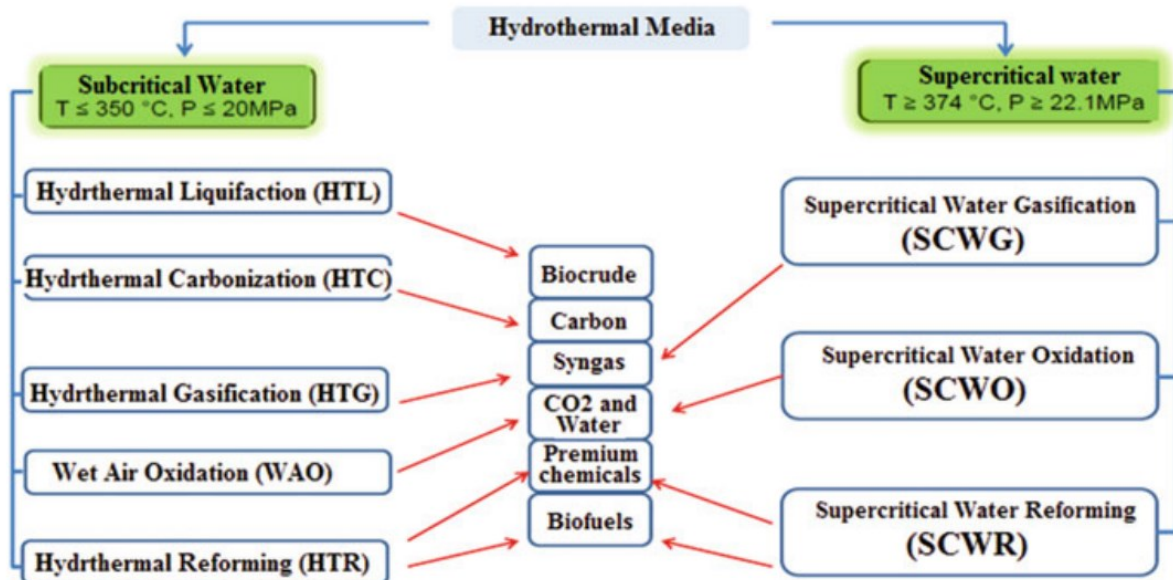 Hydrothermal Media
Subcritical Water
T ≤ 350 °C, P ≤ 20MPa
Hydrthermal Liquifaction (HTL)
Hydrthermal Carbonization (HTC)
Hydrthermal Gasification (HTG)
Wet Air Oxidation (WAO)
Hydrthermal Reforming (HTR)
Biocrude
Carbon
Syngas
CO2 and
Water
Premium
chemicals
Biofuels
Supercritical water
T ≥ 374 °C, P ≥ 22.1MPa
Supercritical Water Gasification
(SCWG)
Supercritical Water Oxidation
(SCWO)
Supercritical Water Reforming
(SCWR)